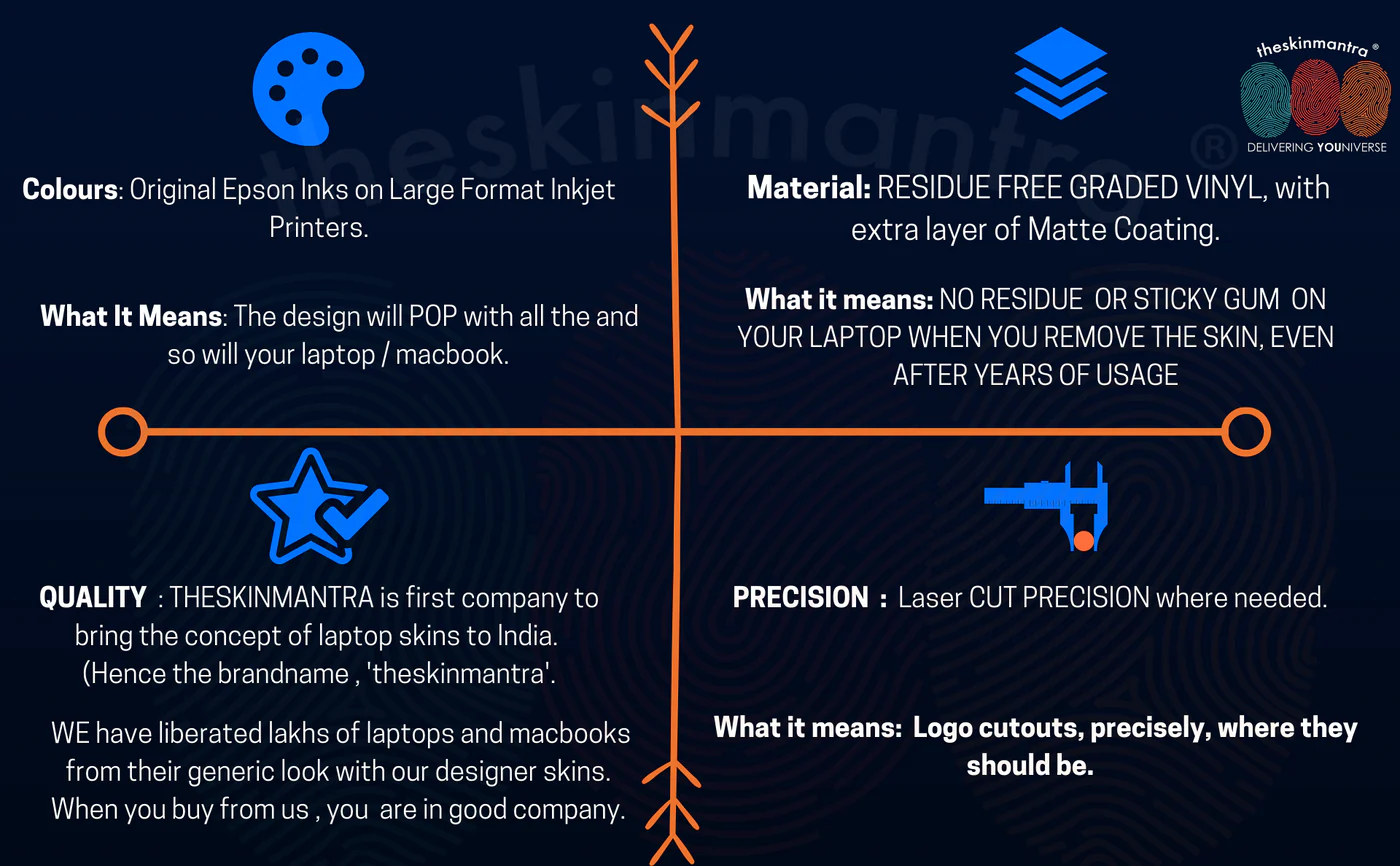 theskinmantra ®
DELIVERING YOUNIVERSE
theskinmantra ®
Colours: Original Epson Inks on Large Format Inkjet
Printers.
What It Means: The design will POP with all the and
so will your laptop / macbook.
Material: RESIDUE FREE GRADED VINYL, with
extra layer of Matte Coating.
What it means: NO RESIDUE  OR STICKY GUM  ON
YOUR LAPTOP WHEN YOU REMOVE THE SKIN, EVEN
AFTER YEARS OF USAGE
QUALITY  : THESKINMANTRA is first company to
bring the concept of laptop skins to India.
(Hence the brandname , 'theskinmantra'.
WE have liberated lakhs of laptops and macbooks
from their generic look with our designer skins.
When you buy from us , you  are in good company.
PRECISION  :  Laser CUT PRECISION where needed.
What it means:  Logo cutouts, precisely, where they
should be.